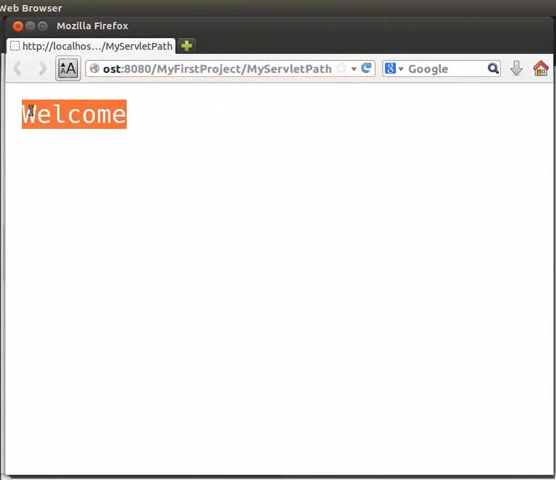 Web Browser
Mozilla Firefox
http://localhos.../MyServletPath
ost:8080/MyFirstProject/MyServletPath
Google
Welcome